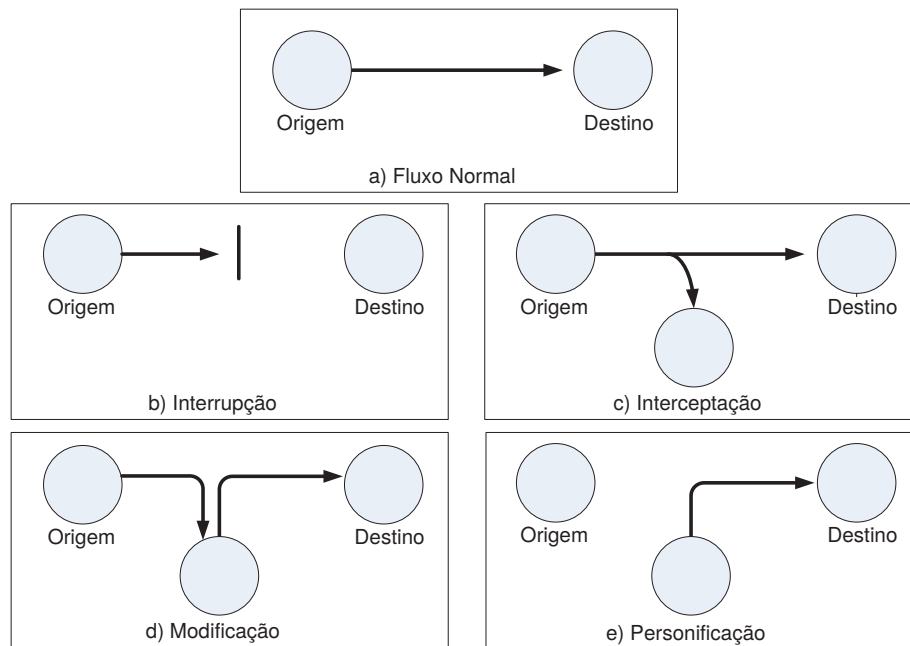 Origem
Destino
a) Fluxo Normal
Origem
Destino
b) Interrupção
Origem
Destino
c) Interceptação
Origem
Destino
d) Modificação
Origem
Destino
e) Personificação